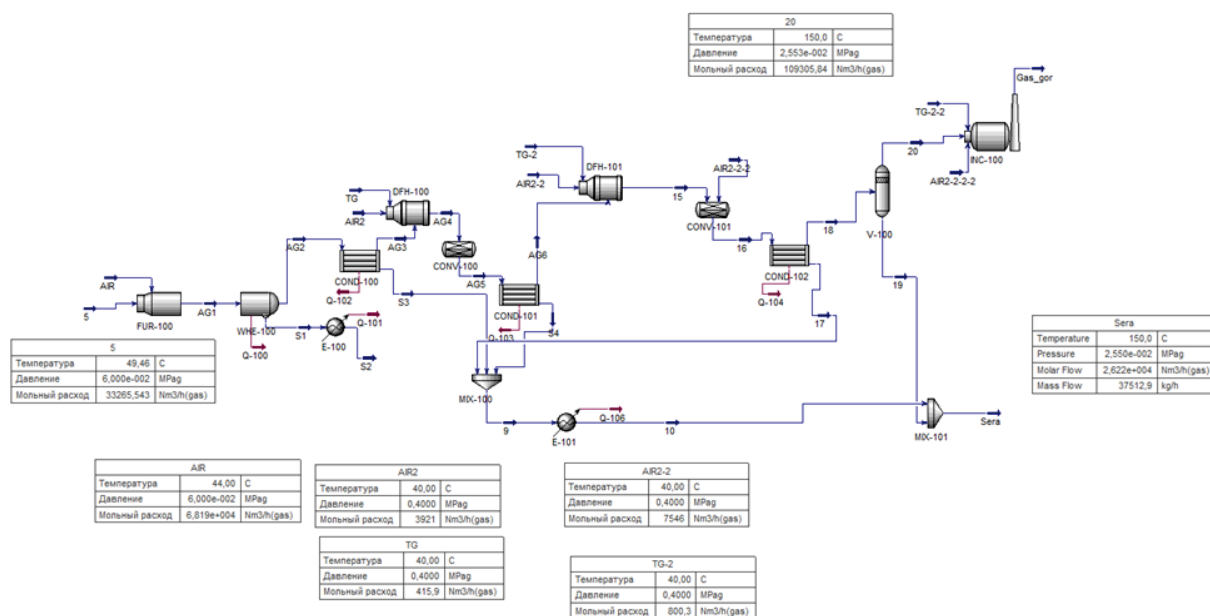 20
Температура 150,0 C
Давление 2,553e-002 MPag
Мольный расход 109305,84 Nm3/h(gas)
Gas_gor
TG-2-2
20
INC-100
AIR2-2-2-2
TG-2
DFH-101
AIR2-2-2
AIR2-2
15
TG
DFH-100
AIR2
AG4
CONV-101
V-100
AG2
AG3
CONV-100
AG6
16
18
AIR
COND-100
AG5
COND-102
19
5
AG1
Q-102
S3
COND-101
Q-104
17
FUR-100
WHE-100
S1
Q-101
Q-103
S4
Q-100
E-100
S2
5
Температура 49,46 C
Давление 6,000e-002 MPag
Мольный расход 33265,543 Nm3/h(gas)
Sera
Temperature 150,0 C
Pressure 2,550e-002 MPag
Molar Flow 2,622e+004 Nm3/h(gas)
Mass Flow 37512,9 kg/h
MIX-100
9
Q-106
E-101
10
Sera
MIX-101
AIR
Температура 44,00 C
Давление 6,000e-002 MPag
Мольный расход 6,819e+004 Nm3/h(gas)
AIR2
Температура 40,00 C
Давление 0,4000 MPag
Мольный расход 3921 Nm3/h(gas)
AIR2-2
Температура 40,00 C
Давление 0,4000 MPag
Мольный расход 7546 Nm3/h(gas)
TG
Температура 40,00 C
Давление 0,4000 MPag
Мольный расход 415,9 Nm3/h(gas)
TG-2
Температура 40,00 C
Давление 0,4000 MPag
Мольный расход 800,3 Nm3/h(gas)